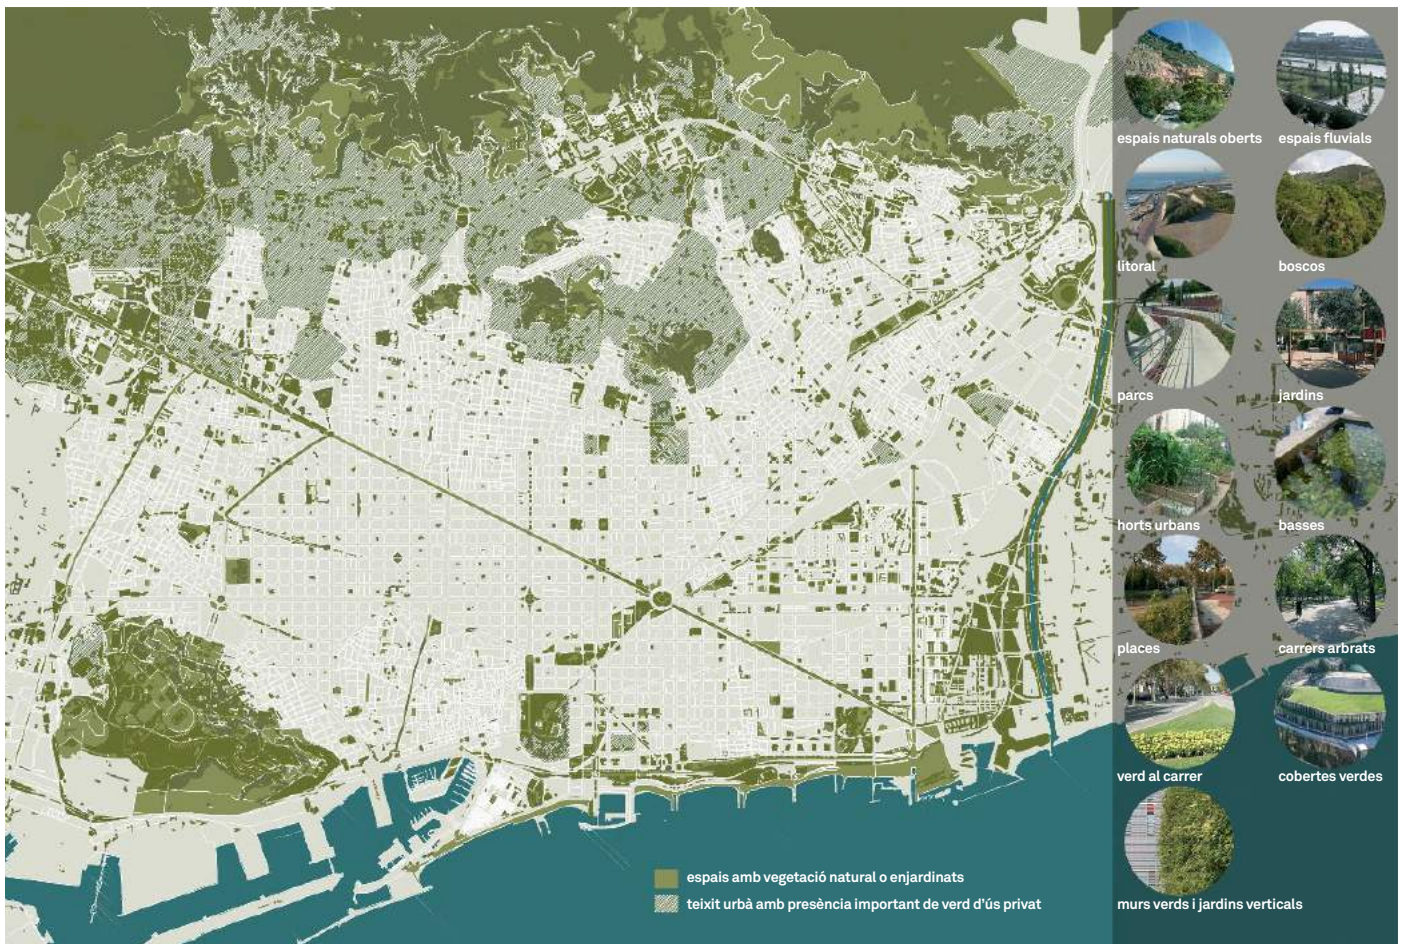 espais naturals oberts
espais fluvials
litoral
boscos
parcs
jardins
horts urbans
basses
places
carrers arbrats
verd al carrer
cobertes verdes
murs verds i jardins verticals
espais amb vegetació natural o enjardinats
teixit urbà amb presència important de verd d'ús privat